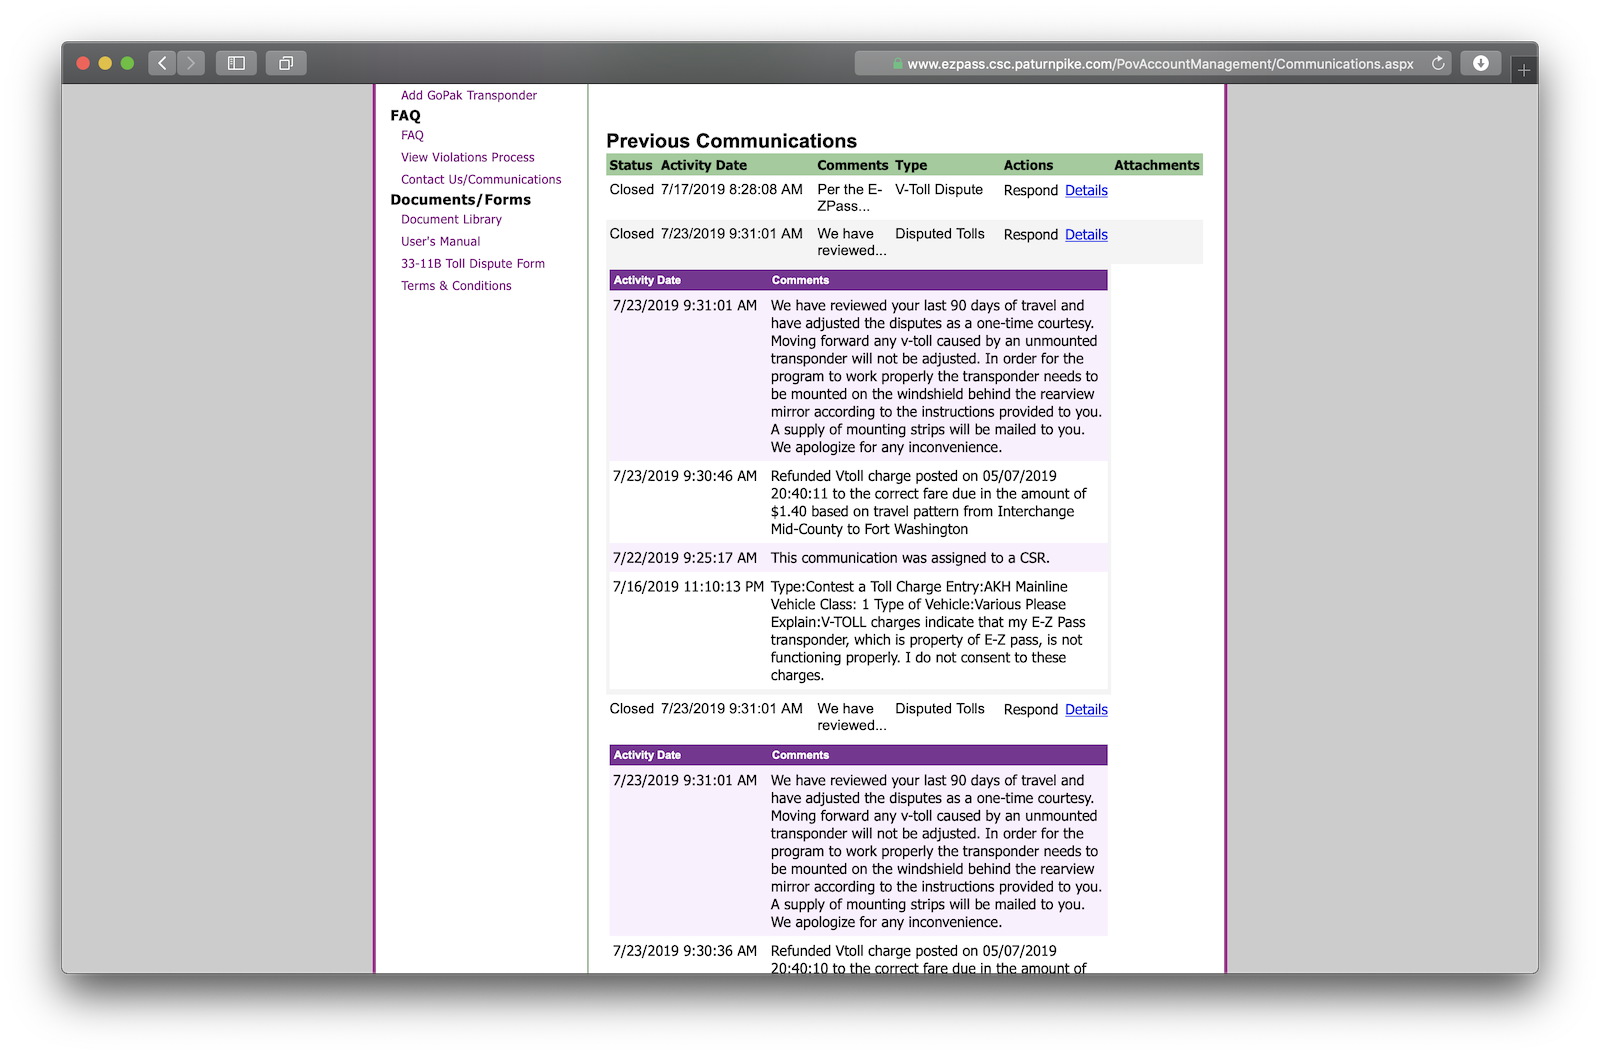 www.ezpass.csc.paturnpike.com/PovAccountManagement/Communications.aspx
Add GoPak Transponder
FAQ
FAQ
View Violations Process
Contact Us/Communications
Documents/Forms
Document Library
User's Manual
33-11B Toll Dispute Form
Terms & Conditions
Previous Communications
Status Activity Date Comments Type Actions Attachments
Closed 7/17/2019 8:28:08 AM Per the E- V-Toll Dispute Respond Details
ZPass...
Closed 7/23/2019 9:31:01 AM We have Disputed Tolls Respond Details
reviewed...
Activity Date Comments
7/23/2019 9:31:01 AM We have reviewed your last 90 days of travel and
have adjusted the disputes as a one-time courtesy.
Moving forward any v-toll caused by an unmounted
transponder will not be adjusted. In order for the
program to work properly the transponder needs to
be mounted on the windshield behind the rearview
mirror according to the instructions provided to you.
A supply of mounting strips will be mailed to you.
We apologize for any inconvenience.
7/23/2019 9:30:46 AM Refunded Vtoll charge posted on 05/07/2019
20:40:11 to the correct fare due in the amount of
$1.40 based on travel pattern from Interchange
Mid-County to Fort Washington
7/22/2019 9:25:17 AM This communication was assigned to a CSR.
7/16/2019 11:10:13 PM Type:Contest a Toll Charge Entry:AKH Mainline
Vehicle Class: 1 Type of Vehicle:Various Please
Explain:V-TOLL charges indicate that my E-Z Pass
transponder, which is property of E-Z pass, is not
functioning properly. I do not consent to these
charges.
Closed 7/23/2019 9:31:01 AM We have Disputed Tolls Respond Details
reviewed...
Activity Date Comments
7/23/2019 9:31:01 AM We have reviewed your last 90 days of travel and
have adjusted the disputes as a one-time courtesy.
Moving forward any v-toll caused by an unmounted
transponder will not be adjusted. In order for the
program to work properly the transponder needs to
be mounted on the windshield behind the rearview
mirror according to the instructions provided to you.
A supply of mounting strips will be mailed to you.
We apologize for any inconvenience.
7/23/2019 9:30:36 AM Refunded Vtoll charge posted on 05/07/2019
20:40:10 to the correct fare due in the amount of